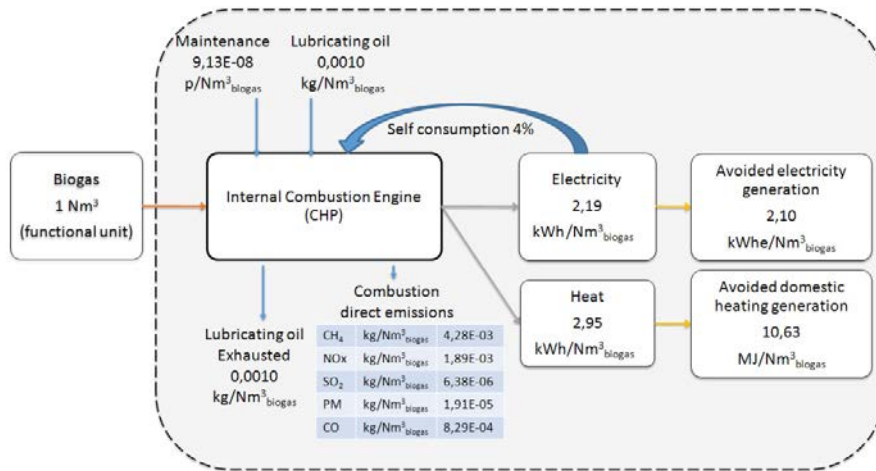 Maintenance
9,13E-08
p/Nm³biogas
Lubricating oil
0,0010
kg/Nm³biogas
Self consumption 4%
Biogas
1 Nm³
(functional unit)
Internal Combustion Engine
(CHP)
Electricity
2,19
kWh/Nm³biogas
Avoided electricity
generation
2,10
kWhe/Nm³biogas
Heat
2,95
kWh/Nm³biogas
Avoided domestic
heating generation
10,63
MJ/Nm³biogas
Lubricating oil
Exhausted
0,0010
kg/Nm³biogas
Combustion
direct emissions
CH₄ kg/Nm³biogas 4,28E-03
NOx kg/Nm³biogas 1,89E-03
SO₂ kg/Nm³biogas 6,38E-06
PM kg/Nm³biogas 1,91E-05
CO kg/Nm³biogas 8,29E-04